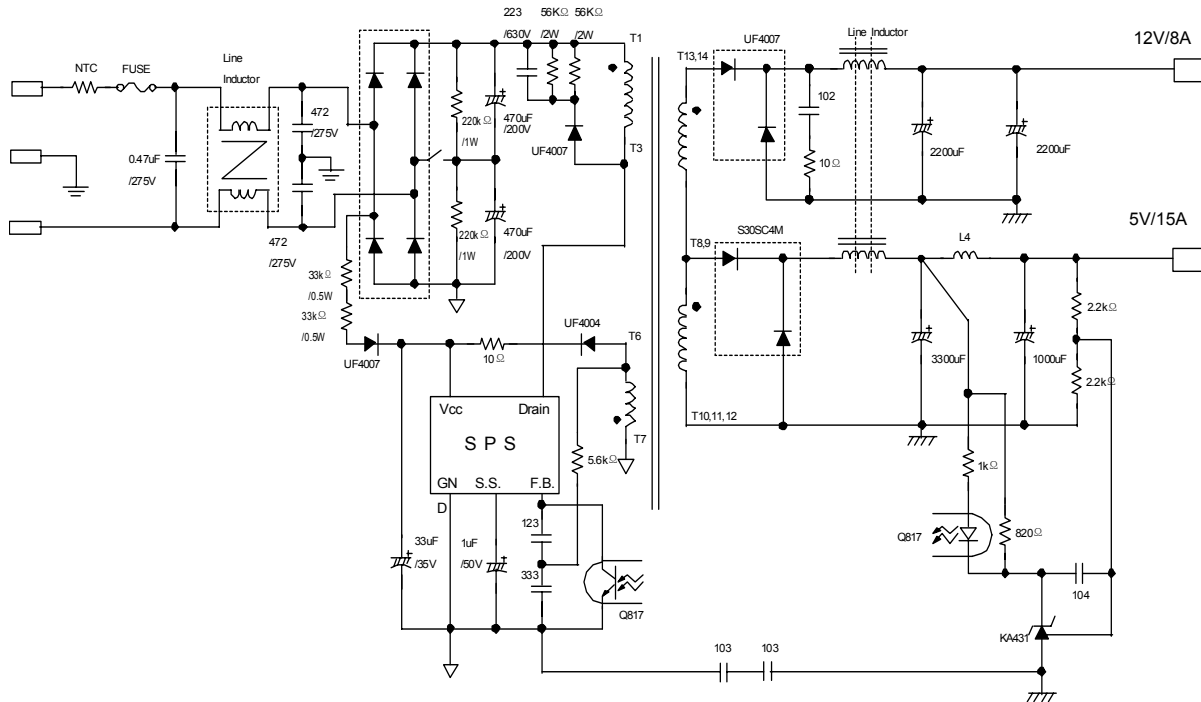 223
/630V
56KΩ
/2W
56KΩ
/2W
T1
UF4007
Line Inductor
12V/8A
T13,14
NTC
FUSE
Line
Inductor
472
/275V
220kΩ
/1W
470uF
/200V
UF4007
T3
102
10Ω
2200uF
2200uF
0.47uF
/275V
472
/275V
220kΩ
/1W
470uF
/200V
T8,9
S30SC4M
L4
5V/15A
33kΩ
/0.5W
33kΩ
/0.5W
UF4007
10Ω
UF4004
T6
3300uF
1000uF
2.2kΩ
2.2kΩ
Vcc
Drain
SPS
GN
D
S.S.
F.B.
T7
5.6kΩ
T10,11,12
1kΩ
820Ω
Q817
33uF
/35V
1uF
/50V
123
333
Q817
104
KA431
103
103